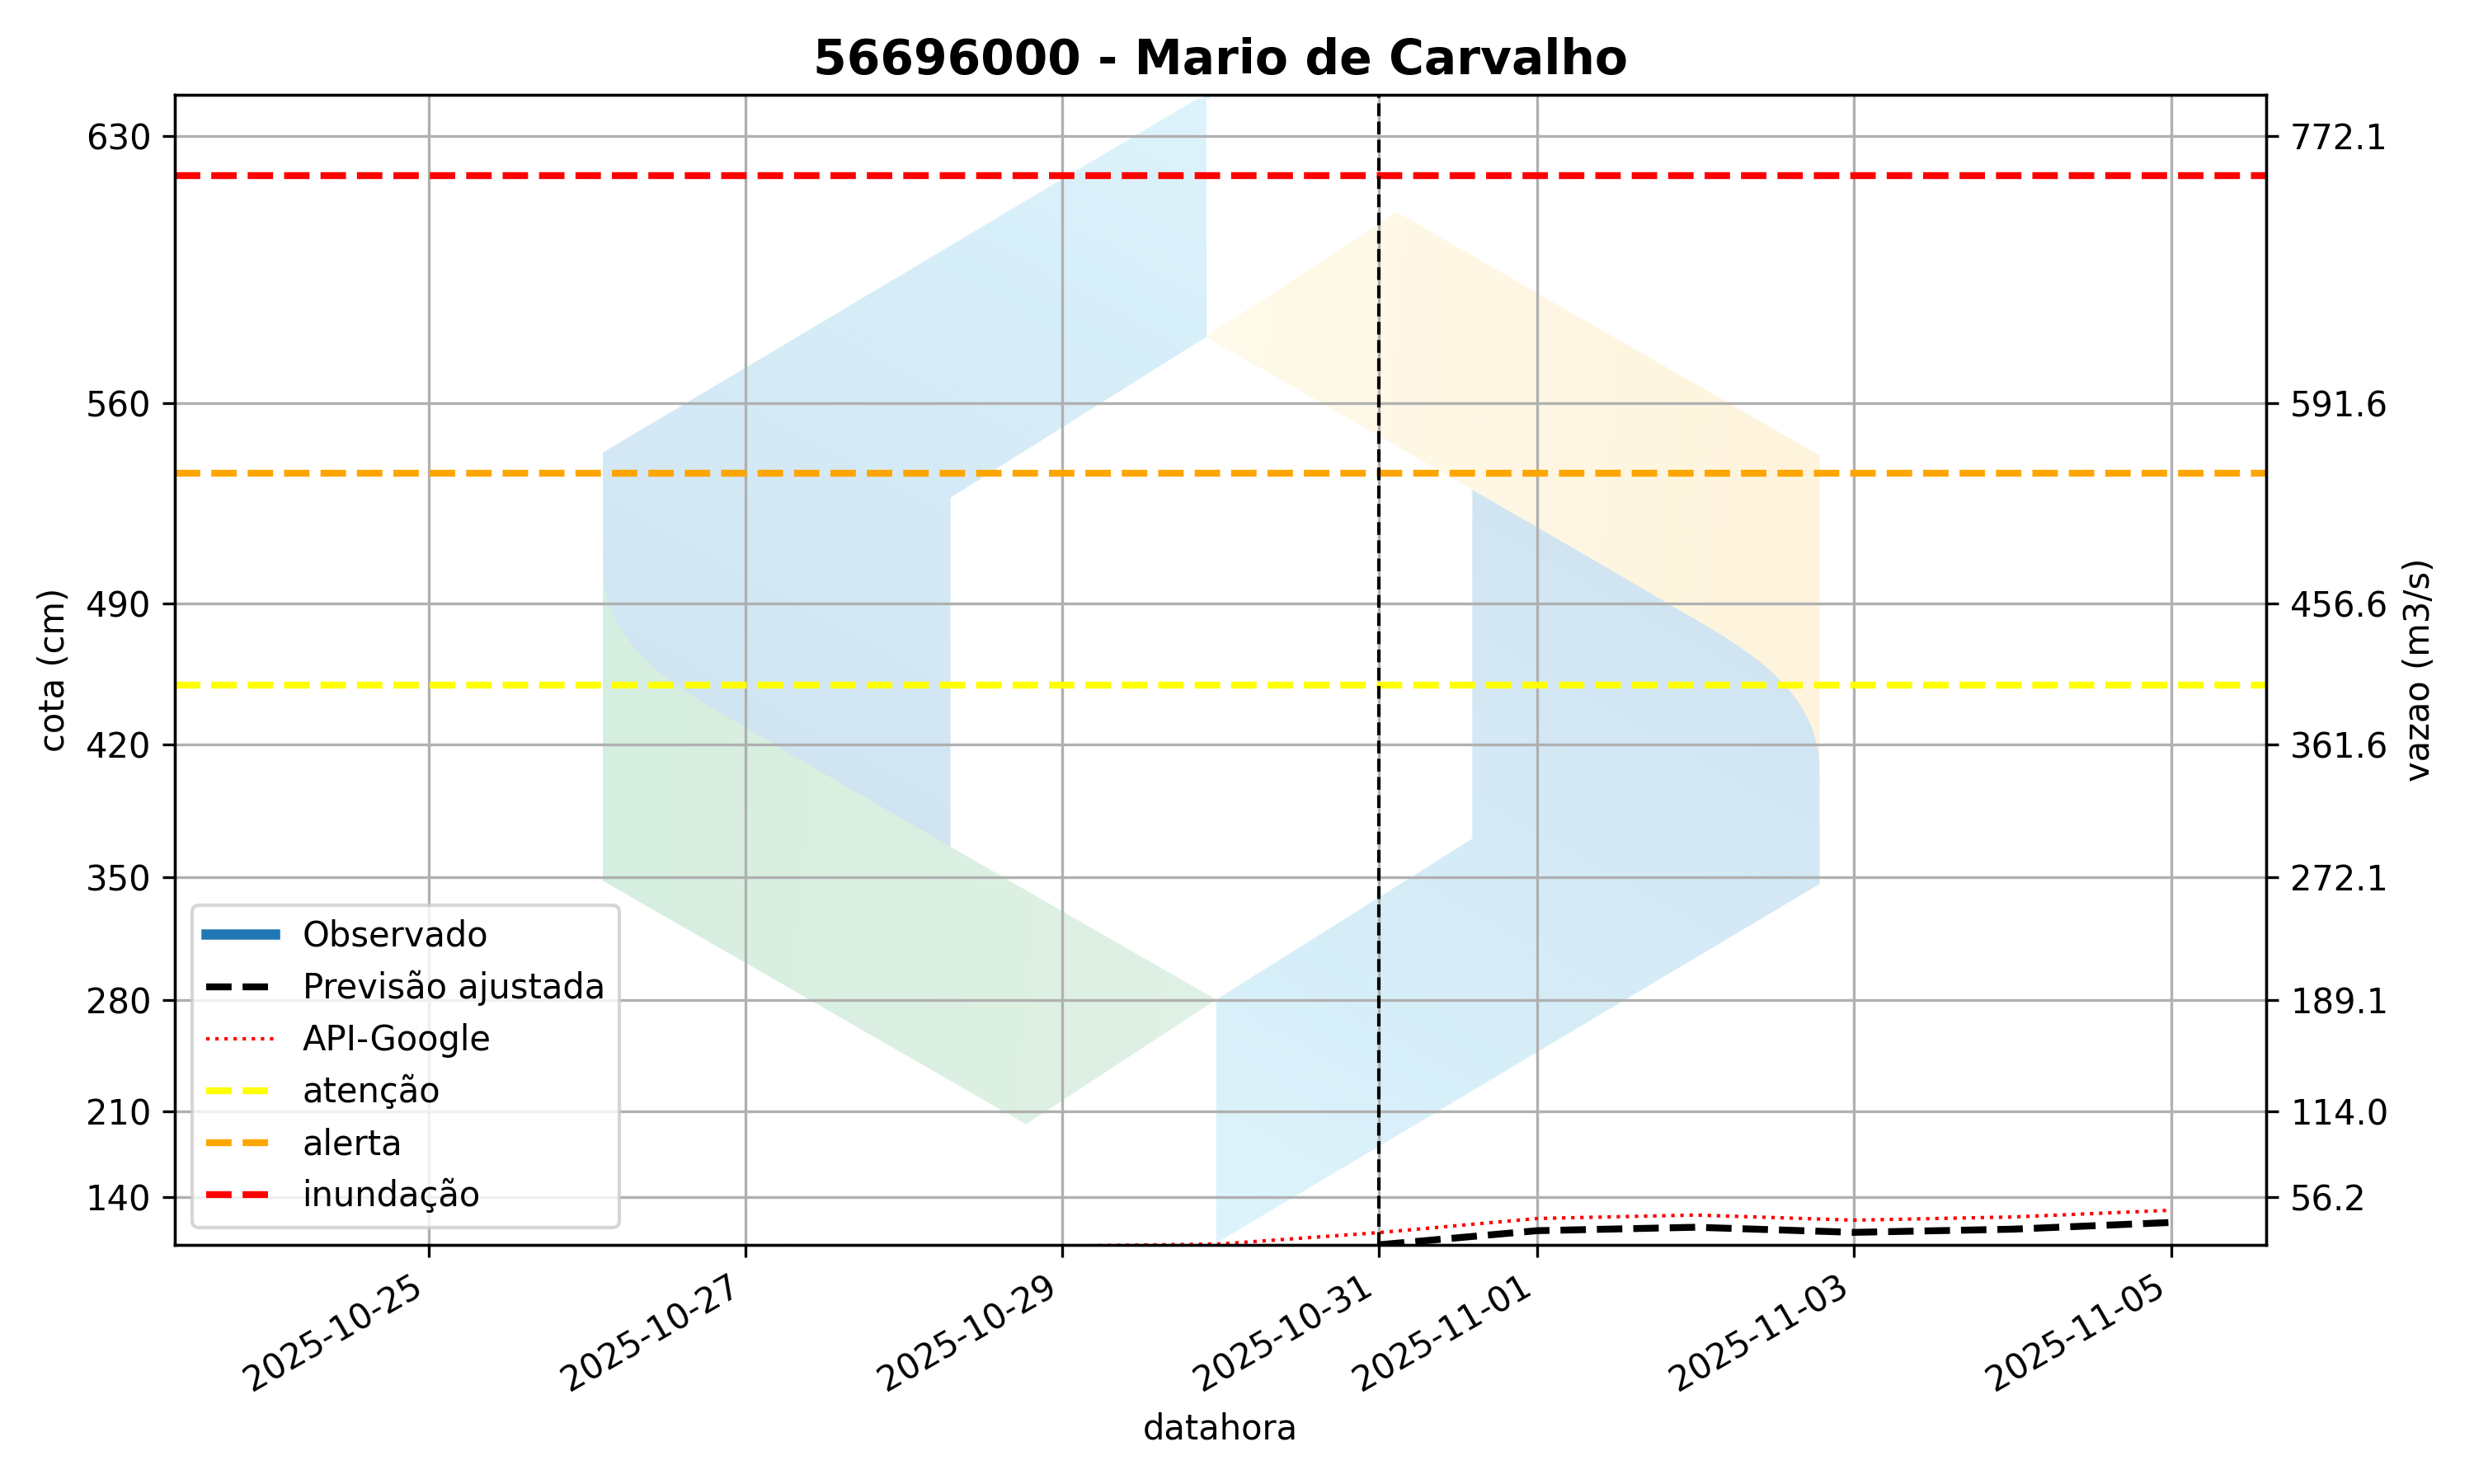 56696000 - Mario de Carvalho
630
560
490
420
350
280
210
140
cota (cm)
772.1
591.6
456.6
361.6
272.1
189.1
114.0
56.2
vazao (m3/s)
Observado
Previsão ajustada
API-Google
atenção
alerta
inundação
2025-10-25
2025-10-27
2025-10-29
2025-10-31
2025-11-01
2025-11-03
2025-11-05
datahora